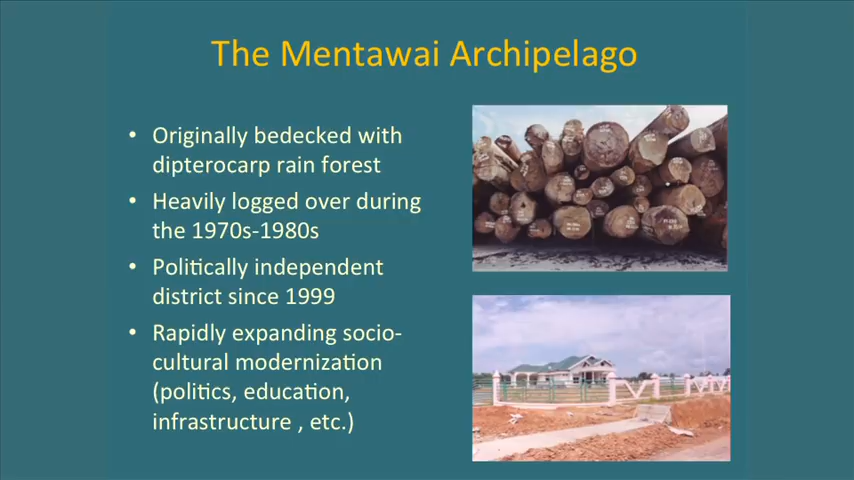 The Mentawai Archipelago
• Originally bedecked with
dipterocarp rain forest
• Heavily logged over during
the 1970s-1980s
• Politically independent
district since 1999
• Rapidly expanding socio-
cultural modernization
(politics, education,
infrastructure , etc.)